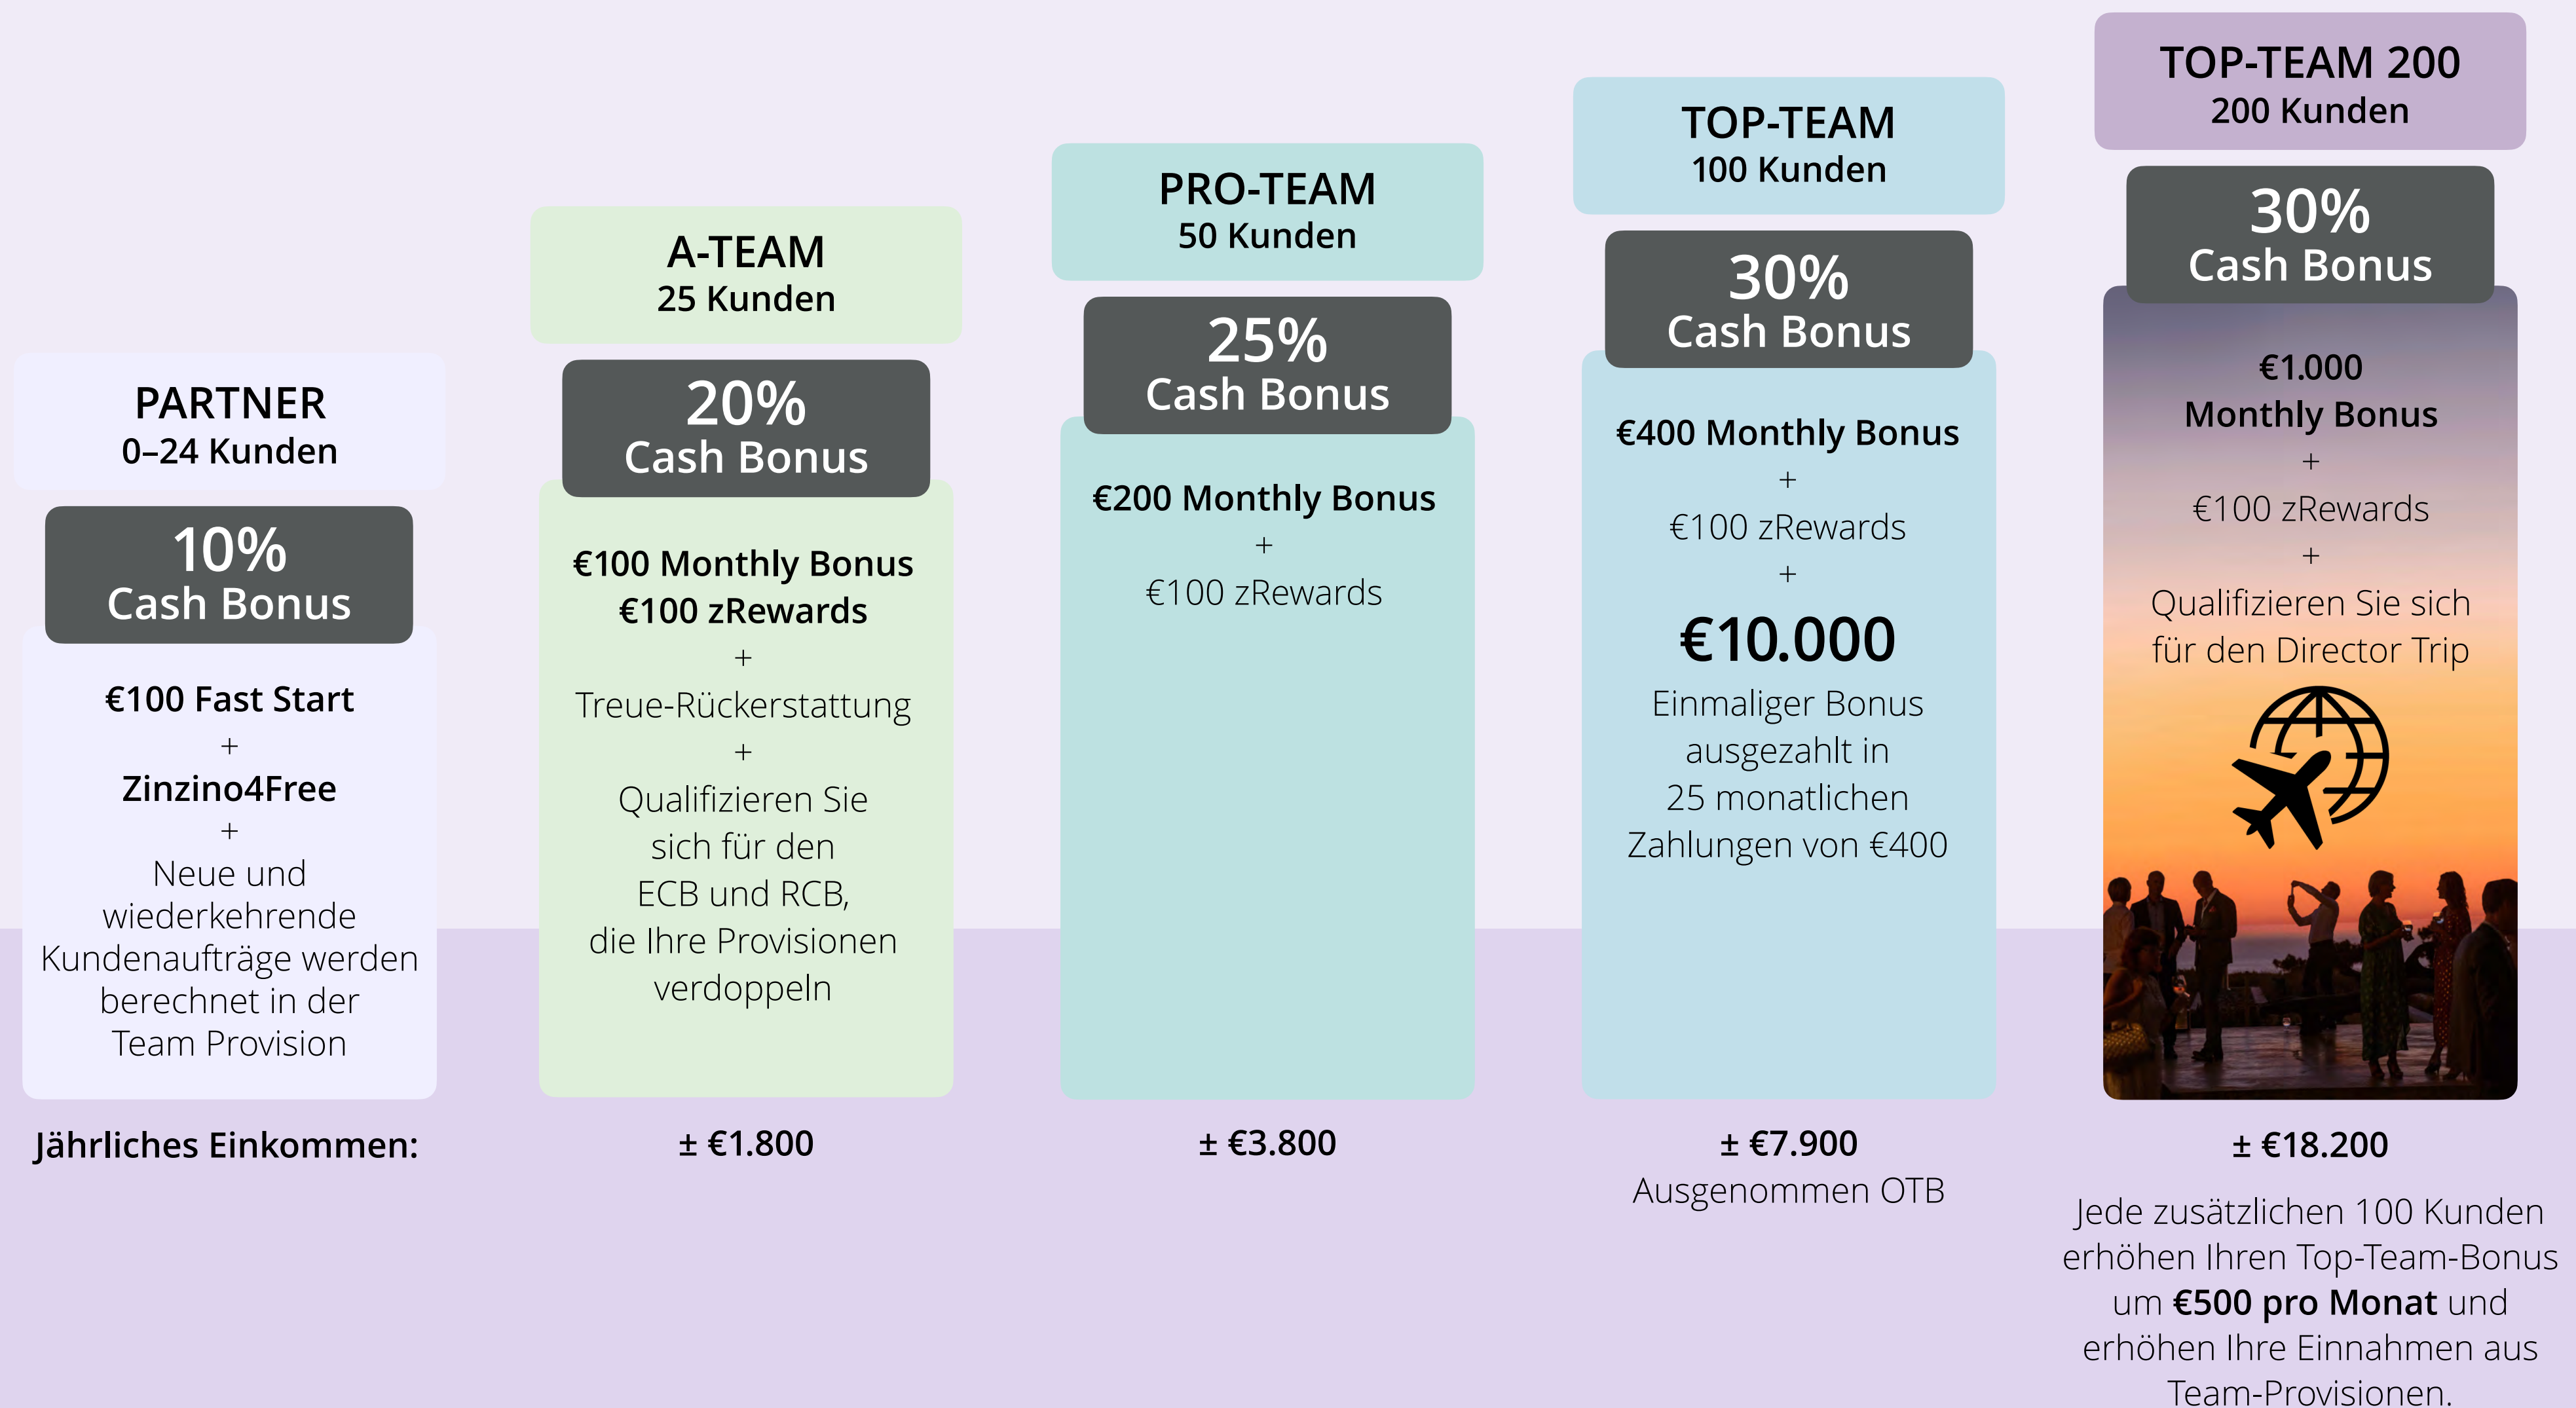 PARTNER
0–24 Kunden
10%
Cash Bonus
€100 Fast Start
+
Zinzino4Free
+
Neue und
wiederkehrende
Kundenaufträge werden
berechnet in der
Team Provision
Jährliches Einkommen:
A-TEAM
25 Kunden
20%
Cash Bonus
€100 Monthly Bonus
€100 zRewards
+
Treue-Rückerstattung
+
Qualifizieren Sie
sich für den
ECB und RCB,
die Ihre Provisionen
verdoppeln
± €1.800
PRO-TEAM
50 Kunden
25%
Cash Bonus
€200 Monthly Bonus
+
€100 zRewards
± €3.800
TOP-TEAM
100 Kunden
30%
Cash Bonus
€400 Monthly Bonus
+
€100 zRewards
+
€10.000
Einmaliger Bonus
ausgezahlt in
25 monatlichen
Zahlungen von €400
± €7.900
Ausgenommen OTB
TOP-TEAM 200
200 Kunden
30%
Cash Bonus
€1.000
Monthly Bonus
+
€100 zRewards
+
Qualifizieren Sie sich
für den Director Trip
± €18.200
Jede zusätzlichen 100 Kunden
erhöhen Ihren Top-Team-Bonus
um €500 pro Monat und
erhöhen Ihre Einnahmen aus
Team-Provisionen.